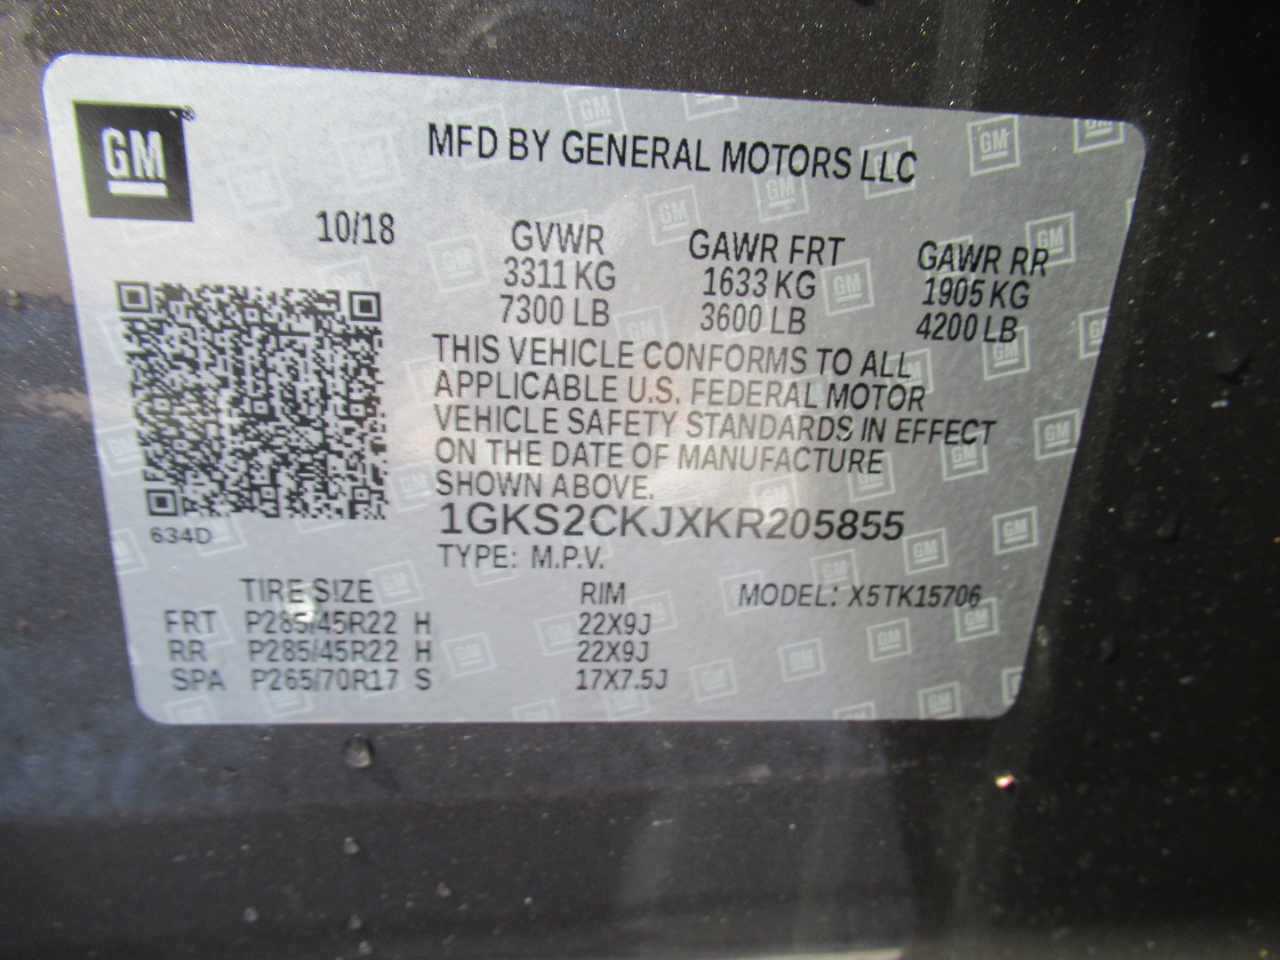 GM
MFD BY GENERAL MOTORS LLC
10/18
GVWR GAWR FRT GAWR RR
3311 KG 1633 KG 1905 KG
7300 LB 3600 LB 4200 LB
THIS VEHICLE CONFORMS TO ALL
APPLICABLE U.S. FEDERAL MOTOR
VEHICLE SAFETY STANDARDS IN EFFECT
ON THE DATE OF MANUFACTURE
SHOWN ABOVE.
1GKS2CKJXKR205855
634D
TYPE: M.P.V.
TIRE SIZE RIM MODEL: X5TK15706
FRT P285/45R22 H 22X9J
RR P285/45R22 H 22X9J
SPA P265/70R17 S 17X7.5J